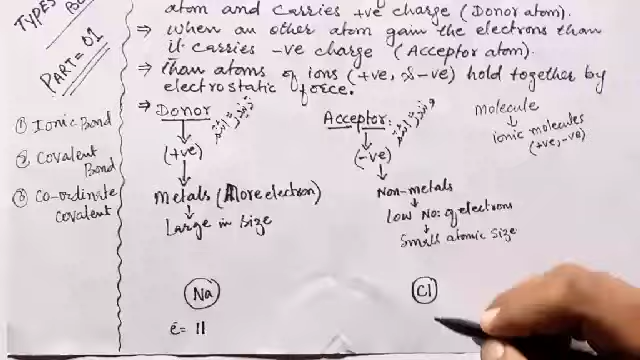 TYPES
PART= 01
① Ionic Bond
② Covalent
Bond
③ Co-ordinate
covalent
atom and carries +ve charge (Donor atom).
⇒ When an other atom gain the electrons than
it carries -ve charge (Acceptor atom).
⇒ Than atoms of ions (+ve, & -ve) hold together by
electrostatic force.
⇒ Donor
(+ve)
Metals (More electron)
Large in Size
Acceptor
(-ve)
Non-metals
Low No: of electrons
Small atomic size
molecule
ionic molecules
(+ve, -ve)
Na
Cl
e= 11